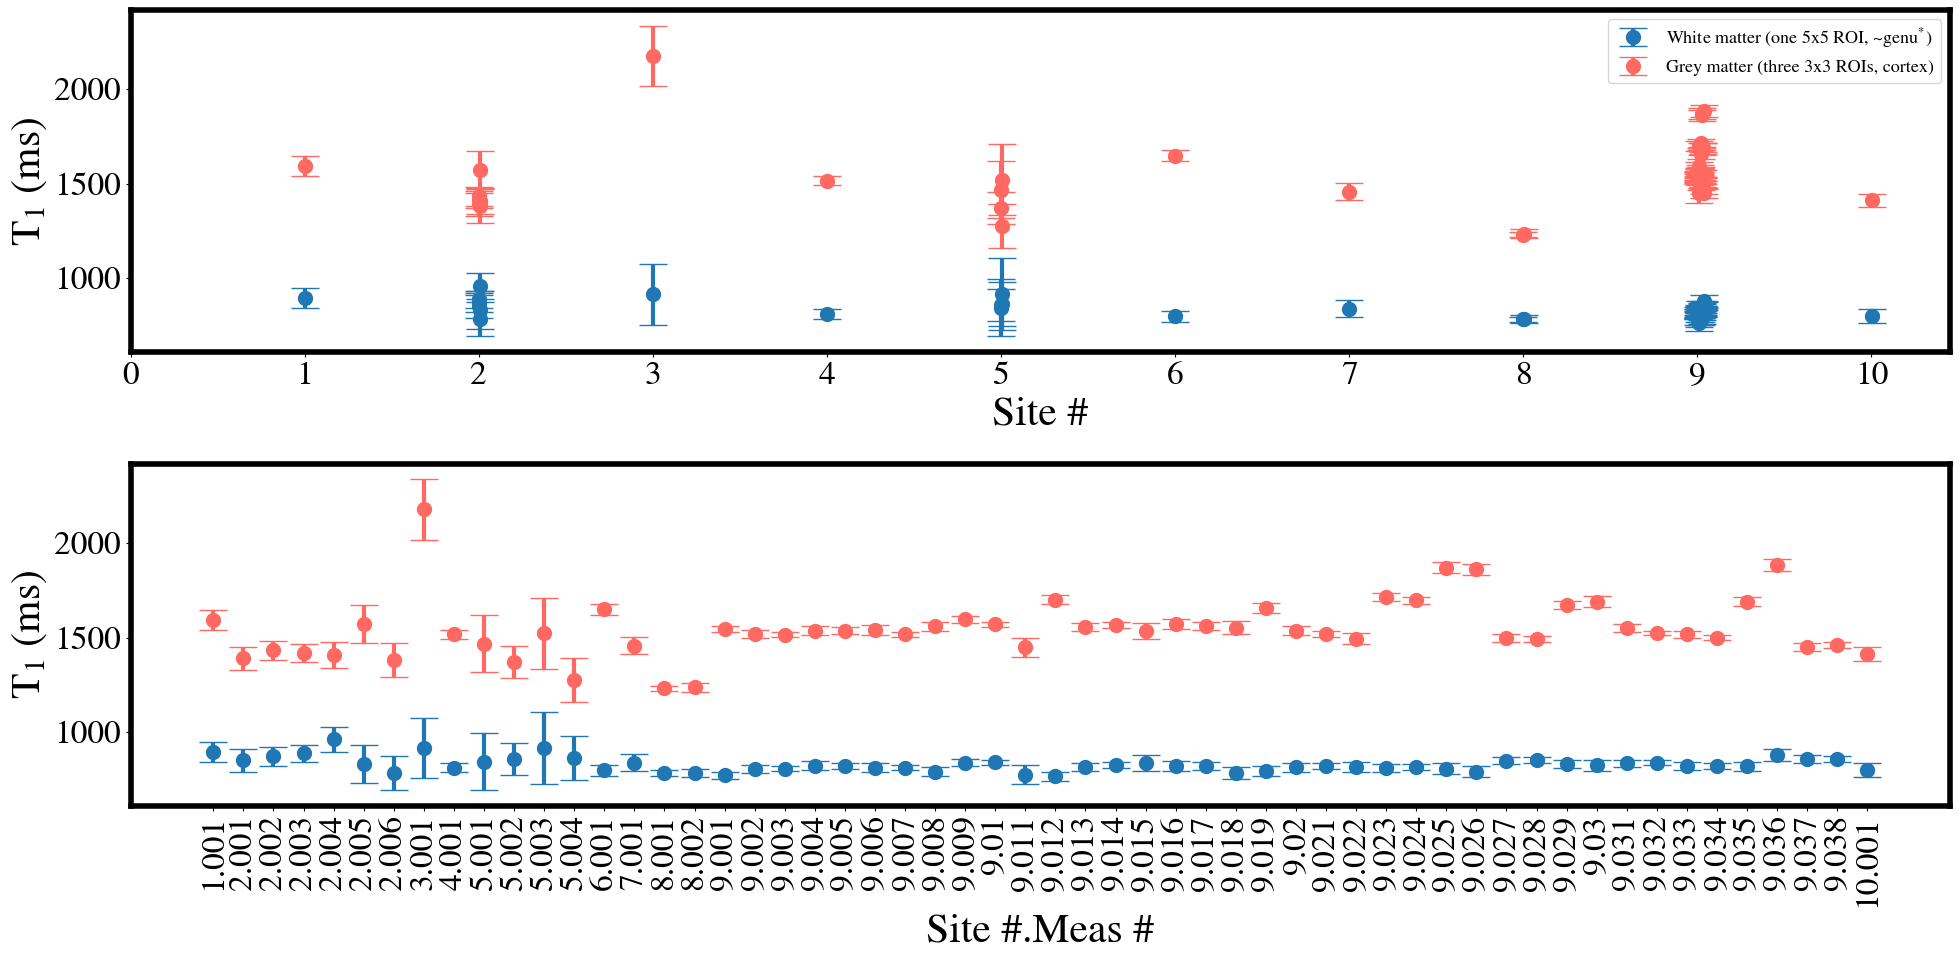 T1 (ms)
2000
1500
1000
White matter (one 5x5 ROI, ~genu*)
Grey matter (three 3x3 ROIs, cortex)
0 1 2 3 4 5 6 7 8 9 10
Site #
T1 (ms)
2000
1500
1000
1.001 2.001 2.002 2.003 2.004 2.005 2.006 3.001 4.001 5.001 5.002 5.003 5.004 6.001 7.001 8.001 8.002 9.001 9.002 9.003 9.004 9.005 9.006 9.007 9.008 9.009 9.01 9.011 9.012 9.013 9.014 9.015 9.016 9.017 9.018 9.019 9.02 9.021 9.022 9.023 9.024 9.025 9.026 9.027 9.028 9.029 9.03 9.031 9.032 9.033 9.034 9.035 9.036 9.037 9.038 10.001
Site #.Meas #